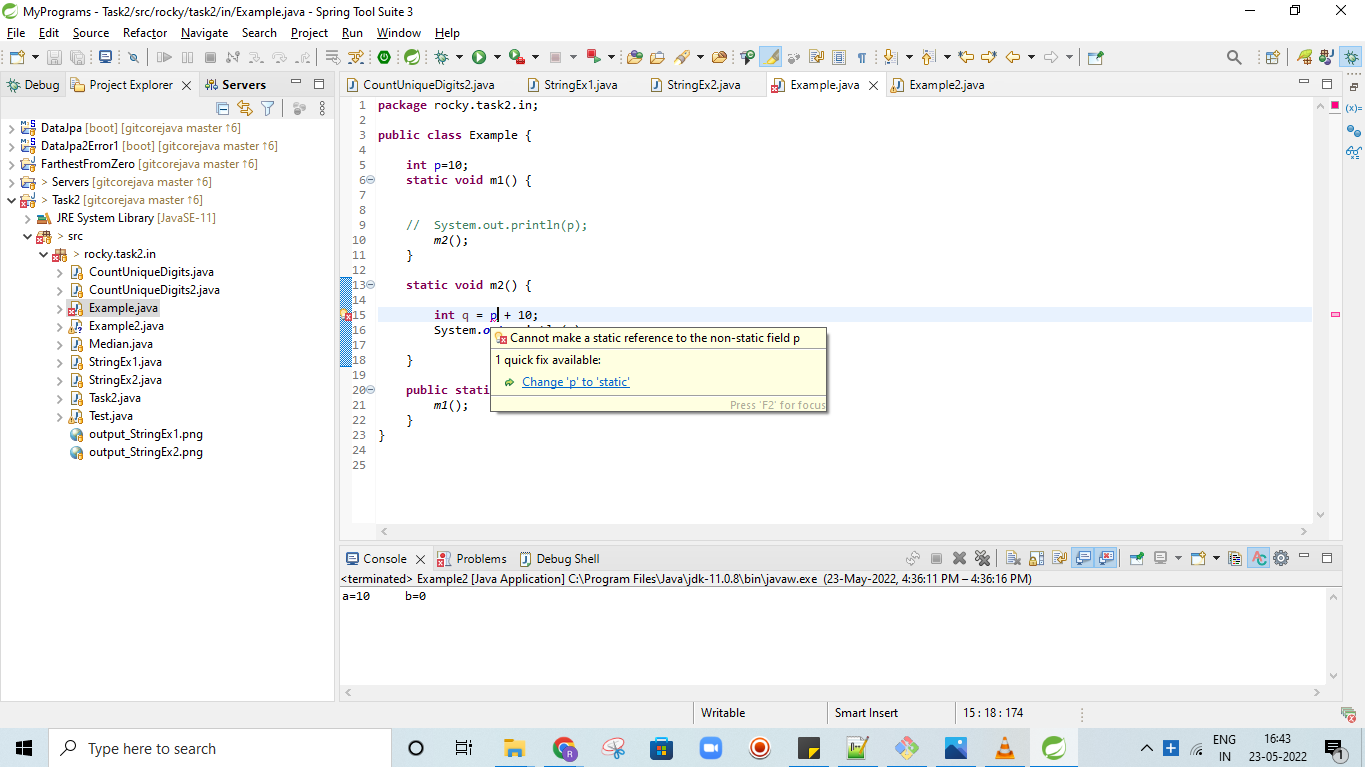 MyPrograms - Task2/src/rocky/task2/in/Example.java - Spring Tool Suite 3
File Edit Source Refactor Navigate Search Project Run Window Help
Debug Project Explorer Servers
DataJpa [boot] [gitcorejava master ↑6]
DataJpa2Error1 [boot] [gitcorejava master ↑6]
FarthestFromZero [gitcorejava master ↑6]
> Servers [gitcorejava master ↑6]
> Task2 [gitcorejava master ↑6]
JRE System Library [JavaSE-11]
> src
> rocky.task2.in
CountUniqueDigits.java
CountUniqueDigits2.java
Example.java
Example2.java
Median.java
StringEx1.java
StringEx2.java
Task2.java
Test.java
output_StringEx1.png
output_StringEx2.png
CountUniqueDigits2.java StringEx1.java StringEx2.java Example.java Example2.java
1 package rocky.task2.in;
2
3 public class Example {
4
5 int p=10;
6 static void m1() {
7
8
9 // System.out.println(p);
10 m2();
11 }
12
13 static void m2() {
14
15 int q = p + 10;
16 System.o
17
18 }
19
20 public stati
21 m1();
22 }
23 }
24
25
Cannot make a static reference to the non-static field p
1 quick fix available:
Change 'p' to 'static'
Press 'F2' for focus
Console Problems Debug Shell
<terminated> Example2 [Java Application] C:\Program Files\Java\jdk-11.0.8\bin\javaw.exe (23-May-2022, 4:36:11 PM – 4:36:16 PM)
a=10 b=0
Writable Smart Insert 15 : 18 : 174
Type here to search
ENG
IN
16:43
23-05-2022
1